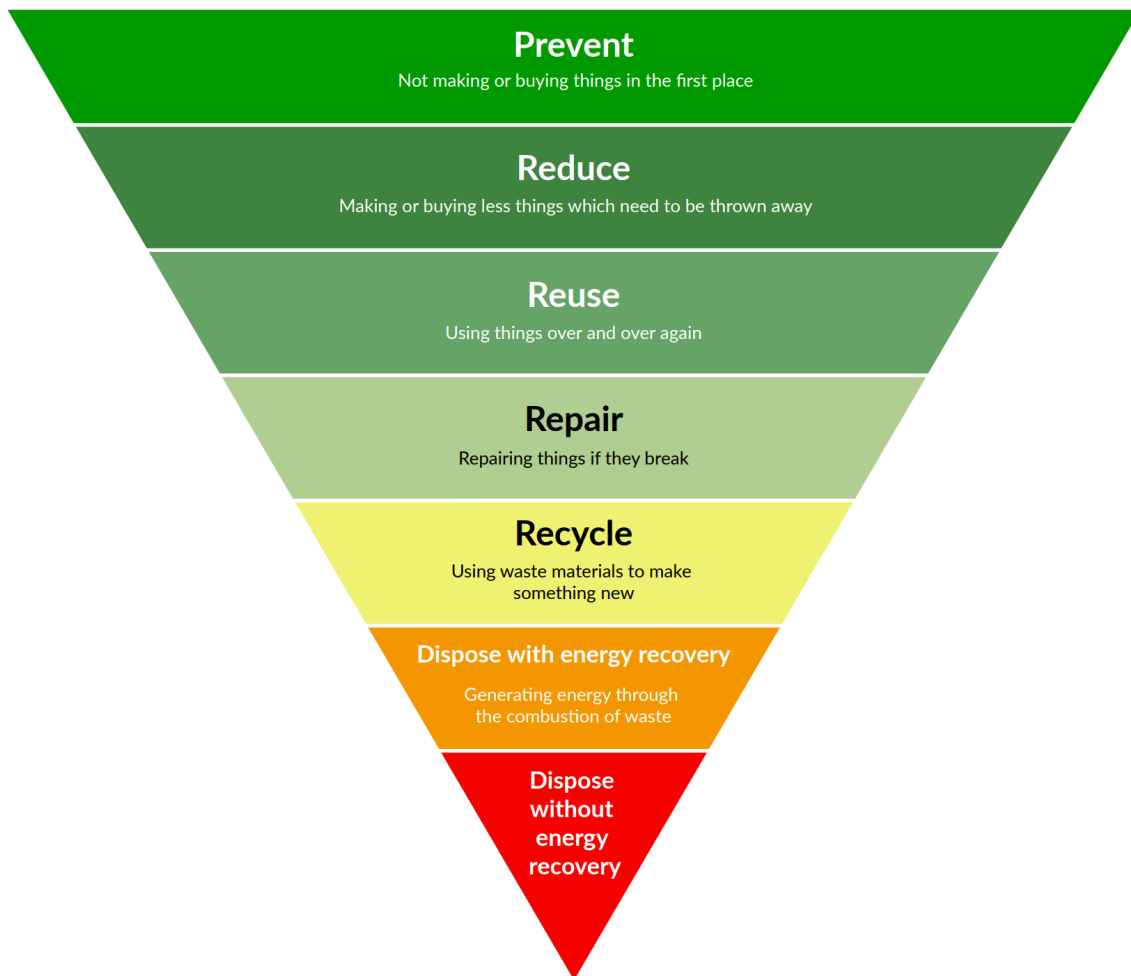 Prevent
Not making or buying things in the first place
Reduce
Making or buying less things which need to be thrown away
Reuse
Using things over and over again
Repair
Repairing things if they break
Recycle
Using waste materials to make
something new
Dispose with energy recovery
Generating energy through
the combustion of waste
Dispose
without
energy
recovery